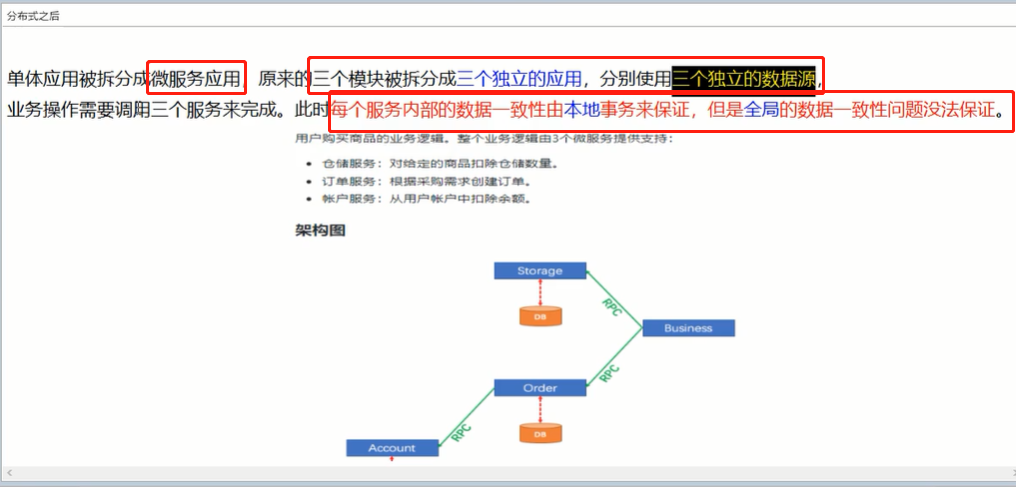 分布式之后
单体应用被拆分成微服务应用，原来的三个模块被拆分成三个独立的应用，分别使用三个独立的数据源，
业务操作需要调用三个服务来完成。此时每个服务内部的数据一致性由本地事务来保证，但是全局的数据一致性问题没法保证。
用户购买商品的业务逻辑。整个业务逻辑由3个微服务提供支持：
• 仓储服务：对给定的商品扣除仓储数量。
• 订单服务：根据采购需求创建订单。
• 帐户服务：从用户帐户中扣除余额。
架构图
Storage
DB
RPC
Business
RPC
Order
DB
RPC
Account